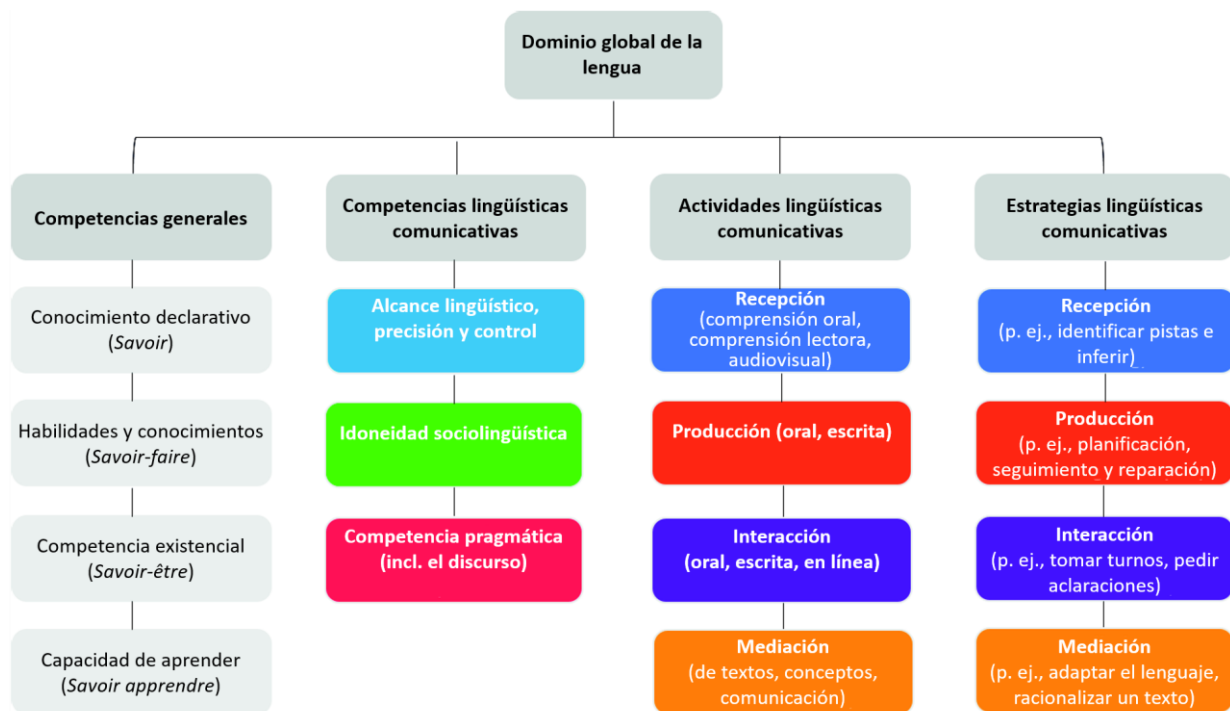 Dominio global de la
lengua
Competencias generales
Conocimiento declarativo
(Savoir)
Habilidades y conocimientos
(Savoir-faire)
Competencia existencial
(Savoir-être)
Capacidad de aprender
(Savoir apprendre)
Competencias lingüísticas
comunicativas
Alcance lingüístico,
precisión y control
Idoneidad sociolingüística
Competencia pragmática
(incl. el discurso)
Actividades lingüísticas
comunicativas
Recepción
(comprensión oral,
comprensión lectora,
audiovisual)
Producción (oral, escrita)
Interacción
(oral, escrita, en línea)
Mediación
(de textos, conceptos,
comunicación)
Estrategias lingüísticas
comunicativas
Recepción
(p. ej., identificar pistas e
inferir)
Producción
(p. ej., planificación,
seguimiento y reparación)
Interacción
(p. ej., tomar turnos, pedir
aclaraciones)
Mediación
(p. ej., adaptar el lenguaje,
racionalizar un texto)